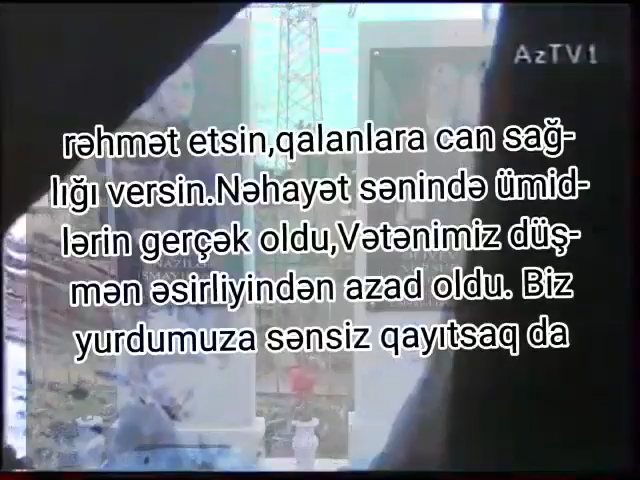 AzTV1
rəhmət etsin,qalanlara can sağ-
lığı versin.Nəhayət sənində ümid-
lərin gerçək oldu,Vətənimiz düş-
mən əsirliyindən azad oldu. Biz
yurdumuza sənsiz qayıtsaq da